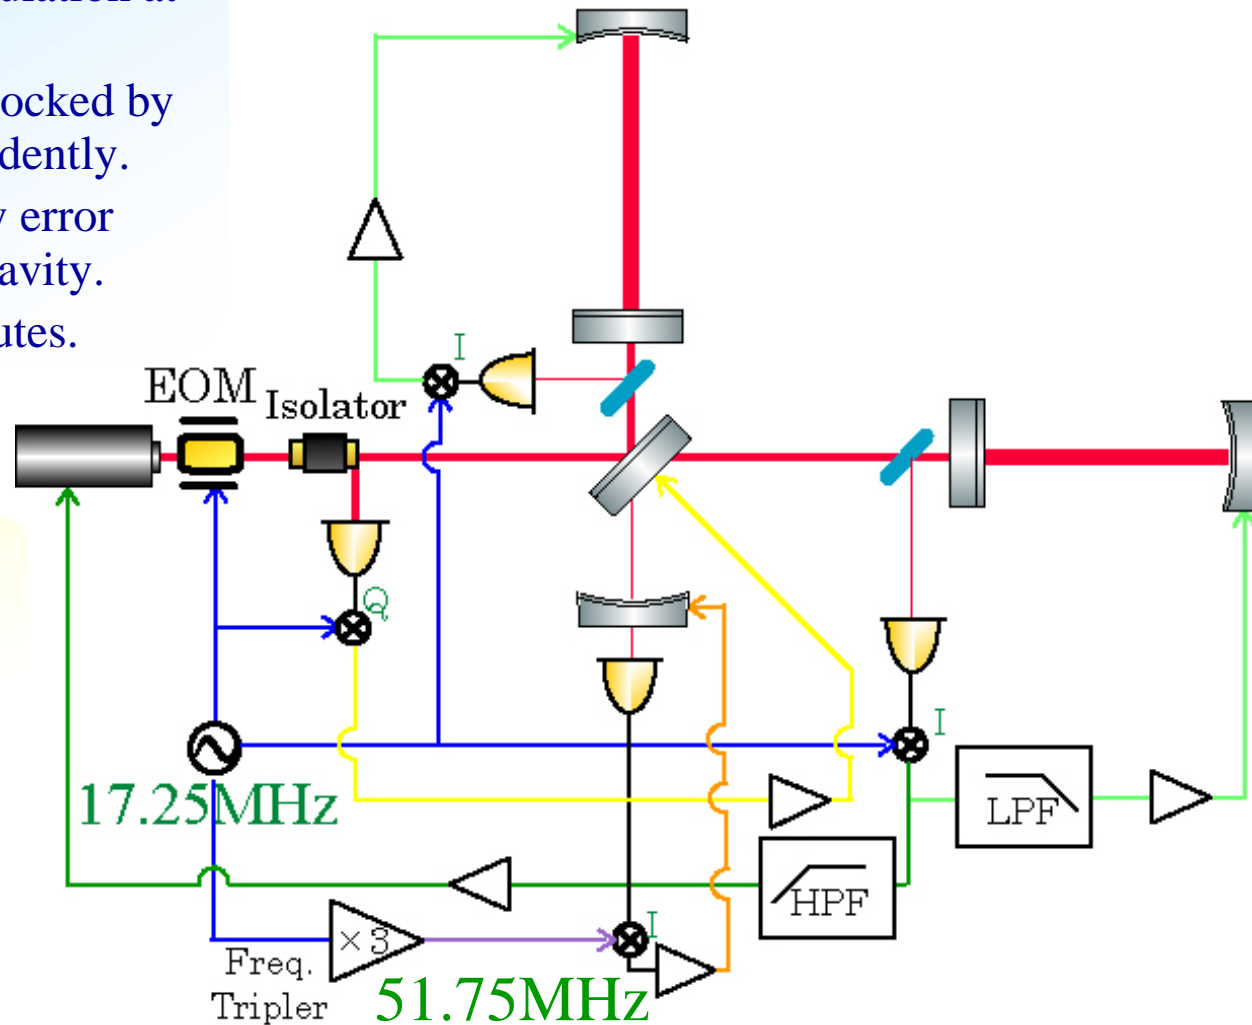 ocked by
dently.
error
avity.
utes.
EOM
Isolator
I
Q
I
17.25MHz
LPF
HPF
I
×3
Freq.
Tripler
51.75MHz